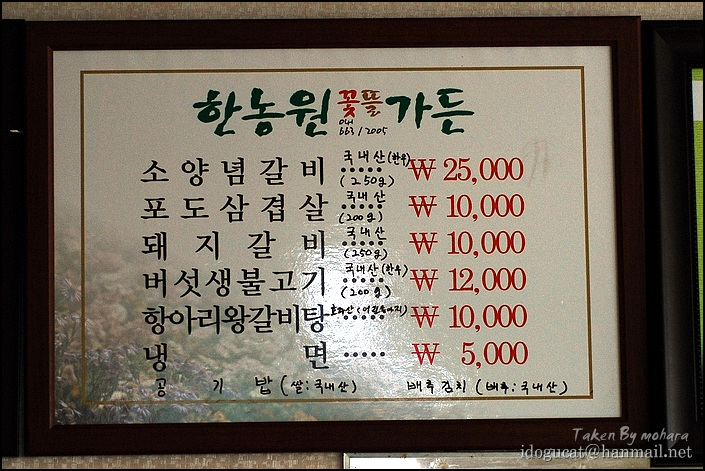 한농원 꽃뜰 가든
041
663 / 2005
소양념갈비 국내산(한우) ₩ 25,000
(250g)
포도삼겹살 국내산 ₩ 10,000
(200g)
돼지갈비 국내산 ₩ 10,000
(250g)
버섯생불고기 국내산(한우) ₩ 12,000
(200g)
항아리왕갈비탕 ₩ 10,000
냉면 ₩ 5,000
공기밥 (쌀:국내산) 배추김치 (배추:국내산)
Taken By mohara
idogucat@hanmail.net